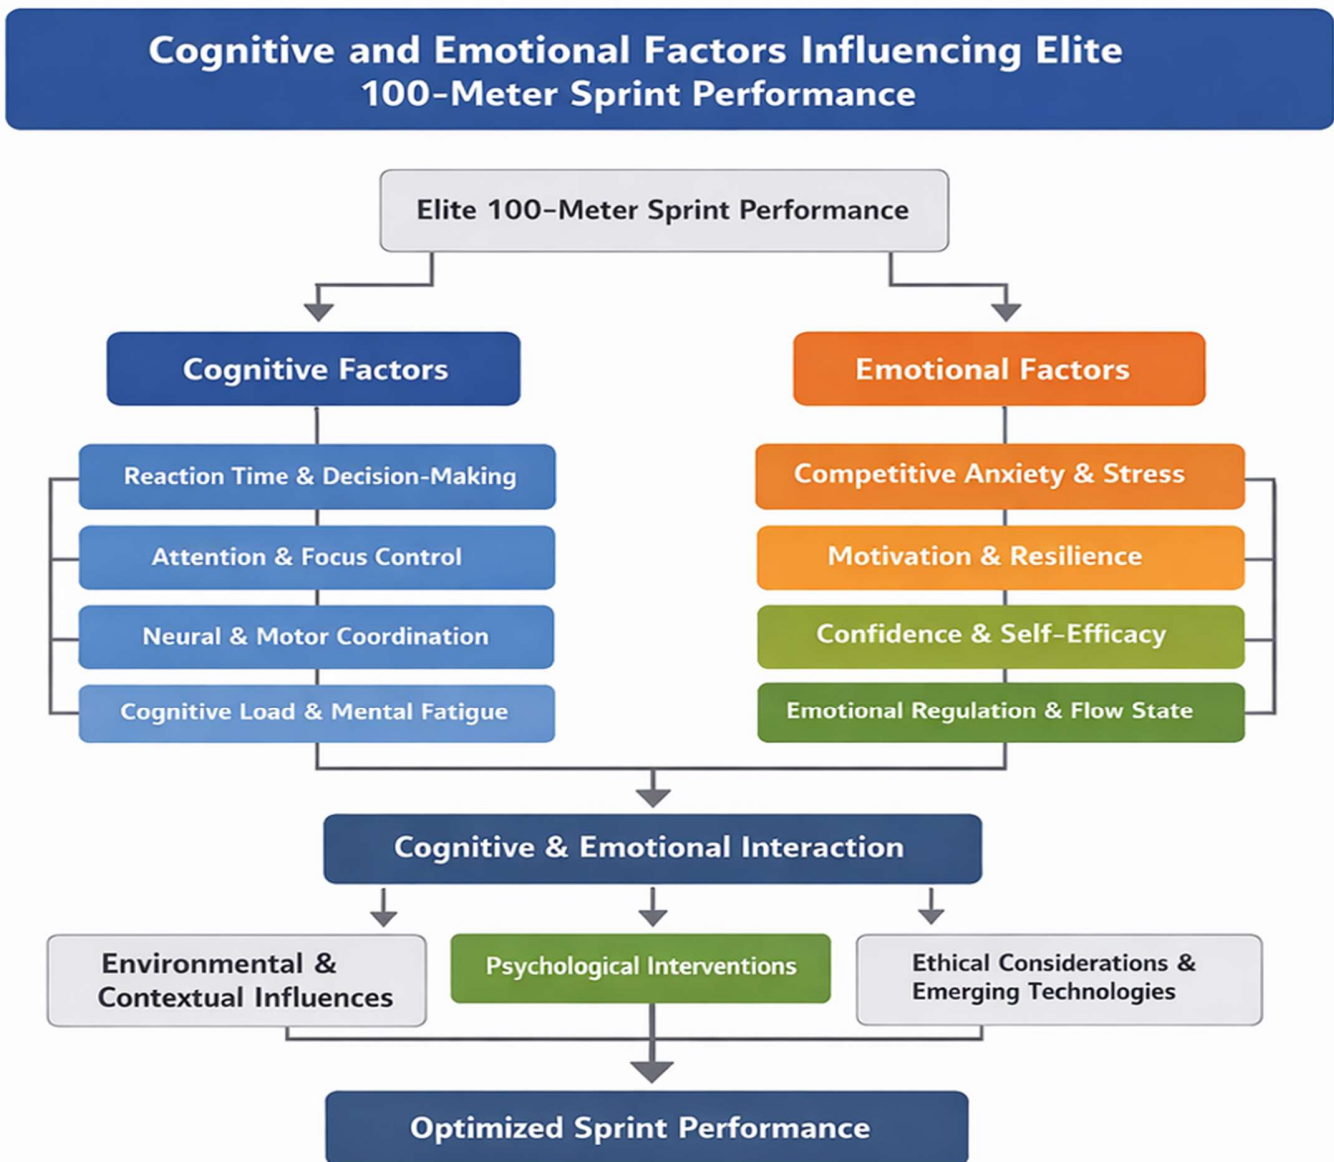 Cognitive and Emotional Factors Influencing Elite
100-Meter Sprint Performance
Elite 100-Meter Sprint Performance
Cognitive Factors
Emotional Factors
Reaction Time & Decision-Making
Competitive Anxiety & Stress
Attention & Focus Control
Motivation & Resilience
Neural & Motor Coordination
Confidence & Self-Efficacy
Cognitive Load & Mental Fatigue
Emotional Regulation & Flow State
Cognitive & Emotional Interaction
Environmental &
Contextual Influences
Psychological Interventions
Ethical Considerations &
Emerging Technologies
Optimized Sprint Performance